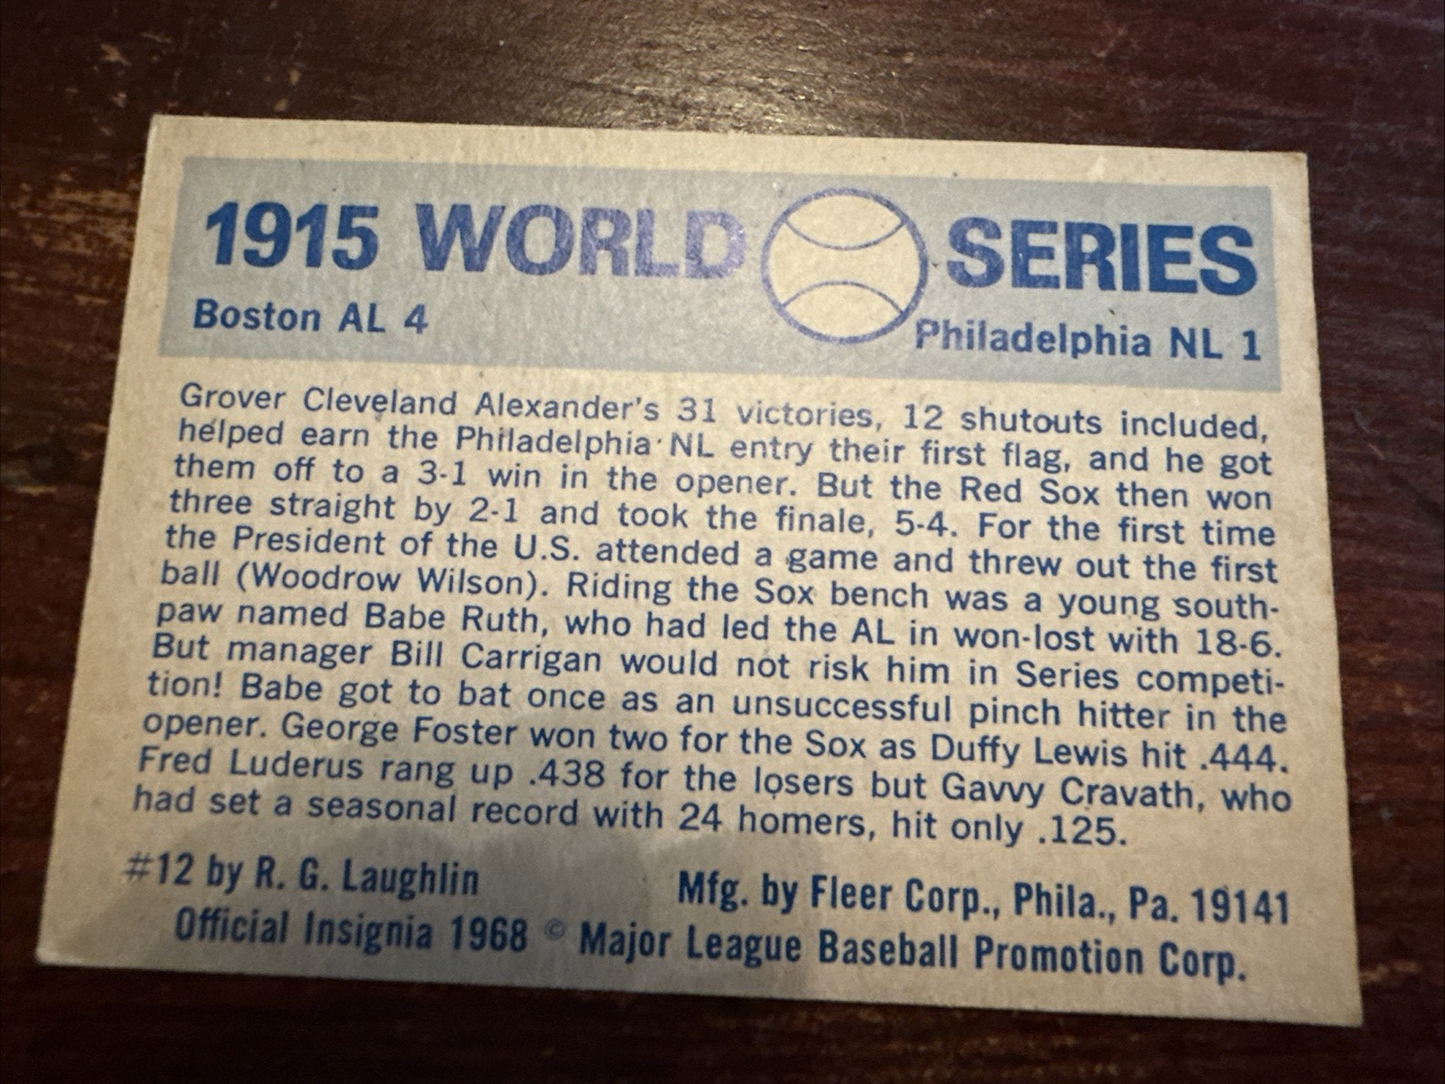 1915 WORLD SERIES
Boston AL 4
Philadelphia NL 1
Grover Cleveland Alexander's 31 victories, 12 shutouts included,
helped earn the Philadelphia NL entry their first flag, and he got
them off to a 3-1 win in the opener. But the Red Sox then won
three straight by 2-1 and took the finale, 5-4. For the first time
the President of the U.S. attended a game and threw out the first
ball (Woodrow Wilson). Riding the Sox bench was a young south-
paw named Babe Ruth, who had led the AL in won-lost with 18-6.
But manager Bill Carrigan would not risk him in Series competi-
tion! Babe got to bat once as an unsuccessful pinch hitter in the
opener. George Foster won two for the Sox as Duffy Lewis hit .444.
Fred Luderus rang up .438 for the losers but Gavvy Cravath, who
had set a seasonal record with 24 homers, hit only .125.
#12 by R. G. Laughlin
Mfg. by Fleer Corp., Phila., Pa. 19141
Official Insignia 1968 © Major League Baseball Promotion Corp.